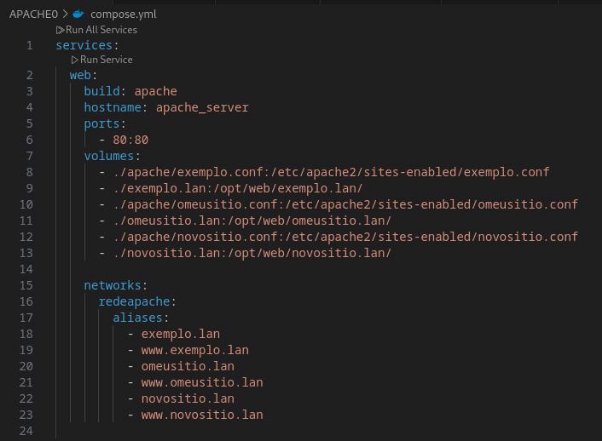 APACHE0 > compose.yml
Run All Services
1 services:
Run Service
2 web:
3 build: apache
4 hostname: apache_server
5 ports:
6 - 80:80
7 volumes:
8 - ./apache/exemplo.conf:/etc/apache2/sites-enabled/exemplo.conf
9 - ./exemplo.lan:/opt/web/exemplo.lan/
10 - ./apache/omeusitio.conf:/etc/apache2/sites-enabled/omeusitio.conf
11 - ./omeusitio.lan:/opt/web/omeusitio.lan/
12 - ./apache/novositio.conf:/etc/apache2/sites-enabled/novositio.conf
13 - ./novositio.lan:/opt/web/novositio.lan/
14
15 networks:
16 redeapache:
17 aliases:
18 - exemplo.lan
19 - www.exemplo.lan
20 - omeusitio.lan
21 - www.omeusitio.lan
22 - novositio.lan
23 - www.novositio.lan
24